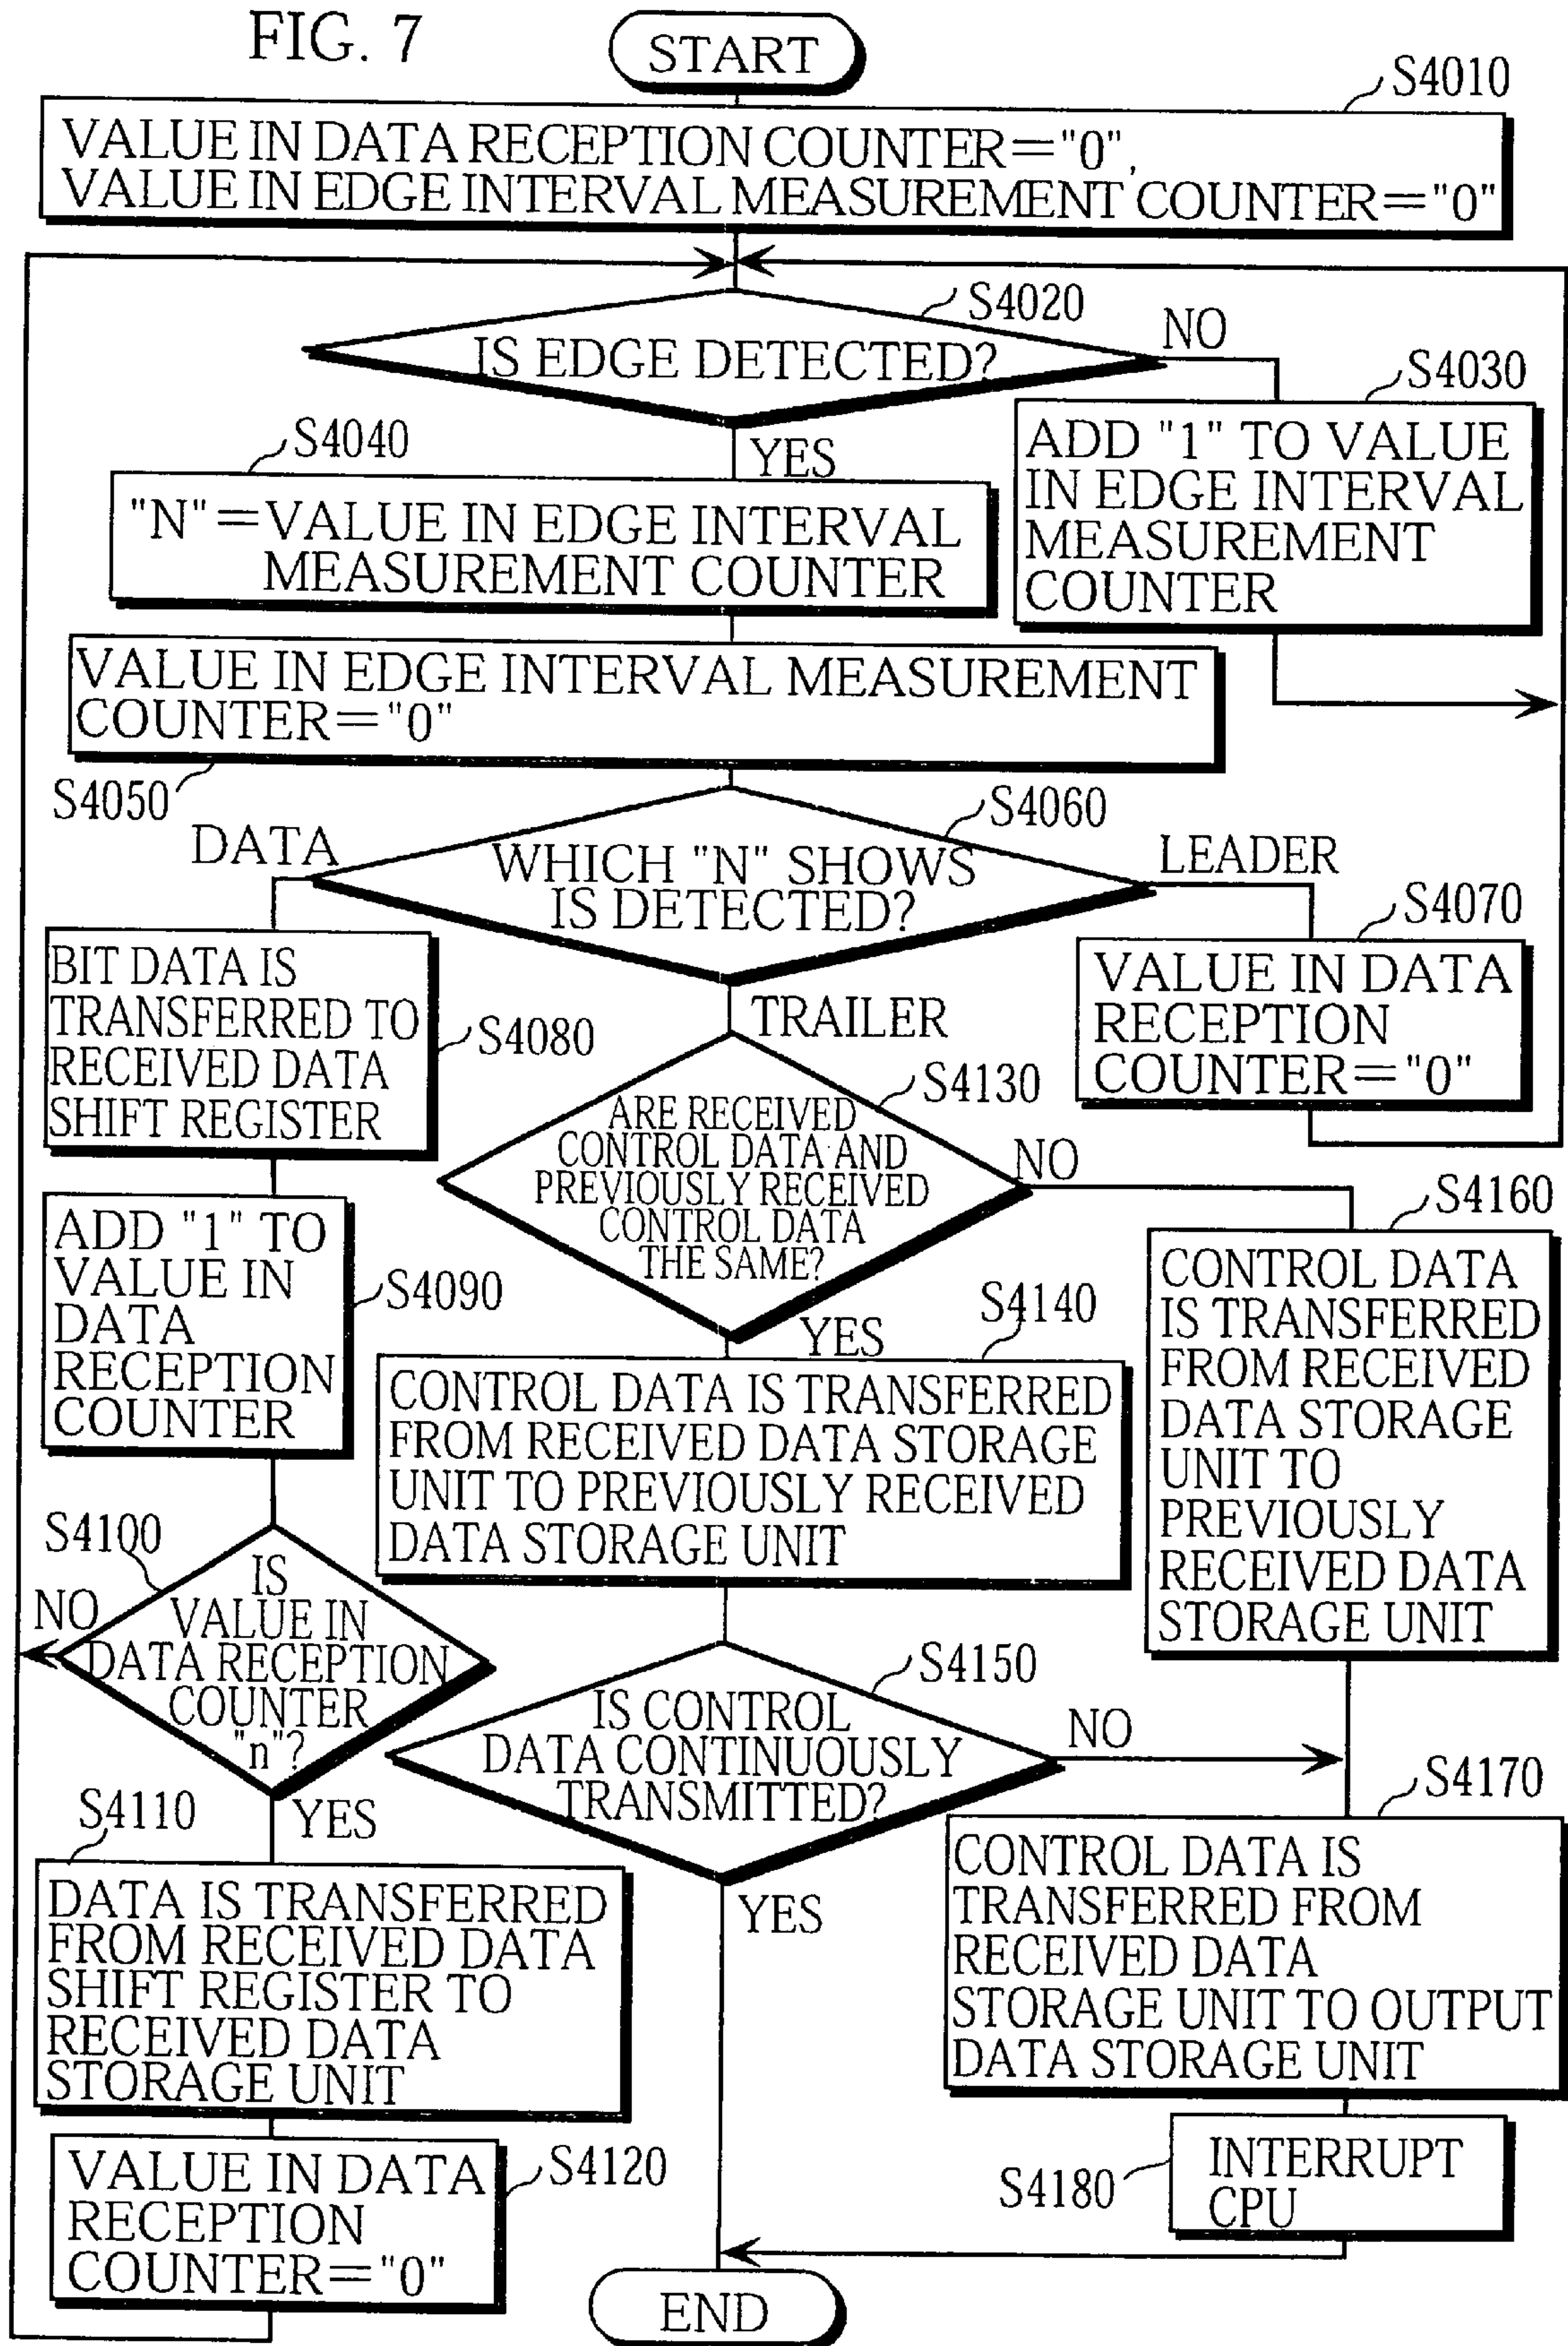 FIG. 7
START
S4010
VALUE IN DATA RECEPTION COUNTER="0",
VALUE IN EDGE INTERVAL MEASUREMENT COUNTER="0"
S4020
IS EDGE DETECTED?
NO
YES
S4030
ADD "1" TO VALUE
IN EDGE INTERVAL
MEASUREMENT
COUNTER
S4040
"N"=VALUE IN EDGE INTERVAL
MEASUREMENT COUNTER
VALUE IN EDGE INTERVAL MEASUREMENT
COUNTER="0"
S4050
S4060
WHICH "N" SHOWS
IS DETECTED?
DATA
LEADER
TRAILER
S4070
VALUE IN DATA
RECEPTION
COUNTER="0"
BIT DATA IS
TRANSFERRED TO
RECEIVED DATA
SHIFT REGISTER
S4080
ADD "1" TO
VALUE IN
DATA
RECEPTION
COUNTER
S4090
S4100
IS
VALUE IN
DATA RECEPTION
COUNTER
"n"?
NO
YES
S4110
DATA IS TRANSFERRED
FROM RECEIVED DATA
SHIFT REGISTER TO
RECEIVED DATA
STORAGE UNIT
VALUE IN DATA
RECEPTION
COUNTER="0"
S4120
S4130
ARE RECEIVED
CONTROL DATA AND
PREVIOUSLY RECEIVED
CONTROL DATA
THE SAME?
NO
YES
S4140
CONTROL DATA IS TRANSFERRED
FROM RECEIVED DATA STORAGE
UNIT TO PREVIOUSLY RECEIVED
DATA STORAGE UNIT
S4150
IS CONTROL
DATA CONTINUOUSLY
TRANSMITTED?
NO
YES
S4160
CONTROL DATA
IS TRANSFERRED
FROM RECEIVED
DATA STORAGE
UNIT TO
PREVIOUSLY
RECEIVED DATA
STORAGE UNIT
S4170
CONTROL DATA IS
TRANSFERRED FROM
RECEIVED DATA
STORAGE UNIT TO OUTPUT
DATA STORAGE UNIT
S4180
INTERRUPT
CPU
END